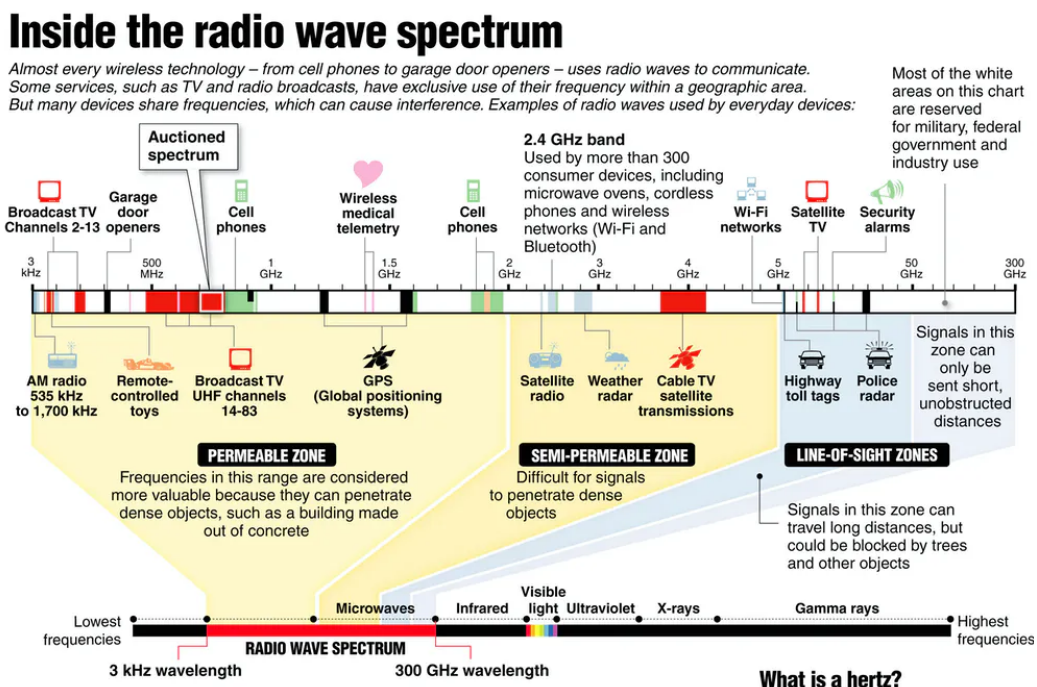 Inside the radio wave spectrum
Almost every wireless technology – from cell phones to garage door openers – uses radio waves to communicate.
Some services, such as TV and radio broadcasts, have exclusive use of their frequency within a geographic area.
But many devices share frequencies, which can cause interference. Examples of radio waves used by everyday devices:
Most of the white
areas on this chart
are reserved
for military, federal
government and
industry use
Auctioned
spectrum
2.4 GHz band
Used by more than 300
consumer devices, including
microwave ovens, cordless
phones and wireless
networks (Wi-Fi and
Bluetooth)
Broadcast TV
Channels 2-13
Garage
door
openers
Cell
phones
Wireless
medical
telemetry
Cell
phones
Wi-Fi
networks
Satellite
TV
Security
alarms
3
kHz
500
MHz
1
GHz
1.5
GHz
2
GHz
3
GHz
4
GHz
5
GHz
50
GHz
300
GHz
AM radio
535 kHz
to 1,700 kHz
Remote-
controlled
toys
Broadcast TV
UHF channels
14-83
GPS
(Global positioning
systems)
Satellite
radio
Weather
radar
Cable TV
satellite
transmissions
Highway
toll tags
Police
radar
Signals in this
zone can
only be
sent short,
unobstructed
distances
PERMEABLE ZONE
Frequencies in this range are considered
more valuable because they can penetrate
dense objects, such as a building made
out of concrete
SEMI-PERMEABLE ZONE
Difficult for signals
to penetrate dense
objects
LINE-OF-SIGHT ZONES
Signals in this zone can
travel long distances, but
could be blocked by trees
and other objects
Lowest
frequencies
Microwaves
Infrared
Visible
light
Ultraviolet
X-rays
Gamma rays
Highest
frequencies
RADIO WAVE SPECTRUM
3 kHz wavelength
300 GHz wavelength
What is a hertz?